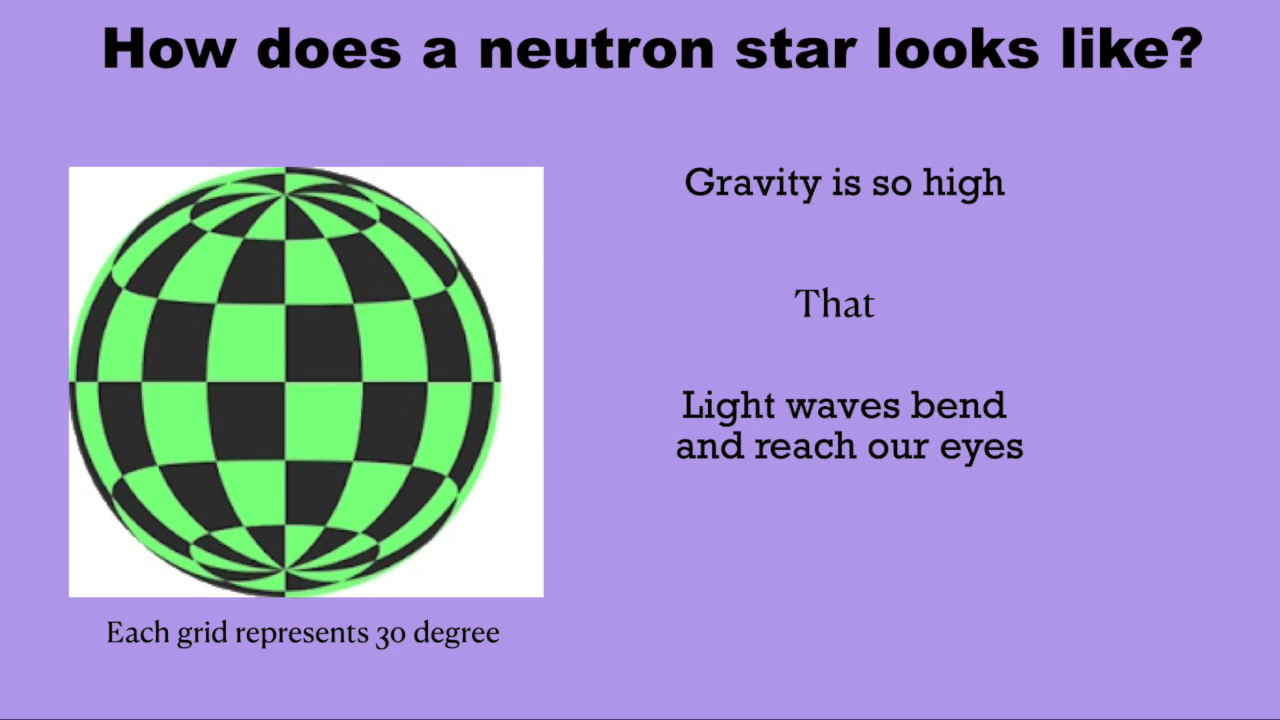 How does a neutron star looks like?
Gravity is so high
That
Light waves bend
and reach our eyes
Each grid represents 30 degree